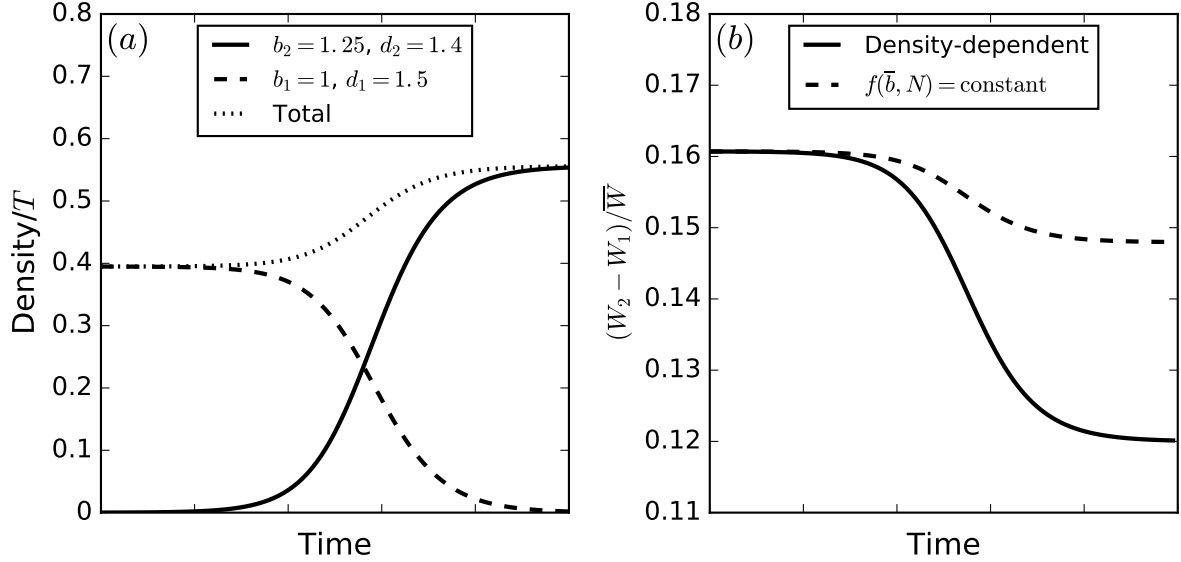 (a)
b₂ = 1.25, d₂ = 1.4
b₁ = 1, d₁ = 1.5
Total
0.8
0.7
0.6
0.5
0.4
0.3
0.2
0.1
0
Density/T
Time
(b)
Density-dependent
f(b̅, N) = constant
0.18
0.17
0.16
0.15
0.14
0.13
0.12
0.11
(W₂ − W₁)/W̅
Time